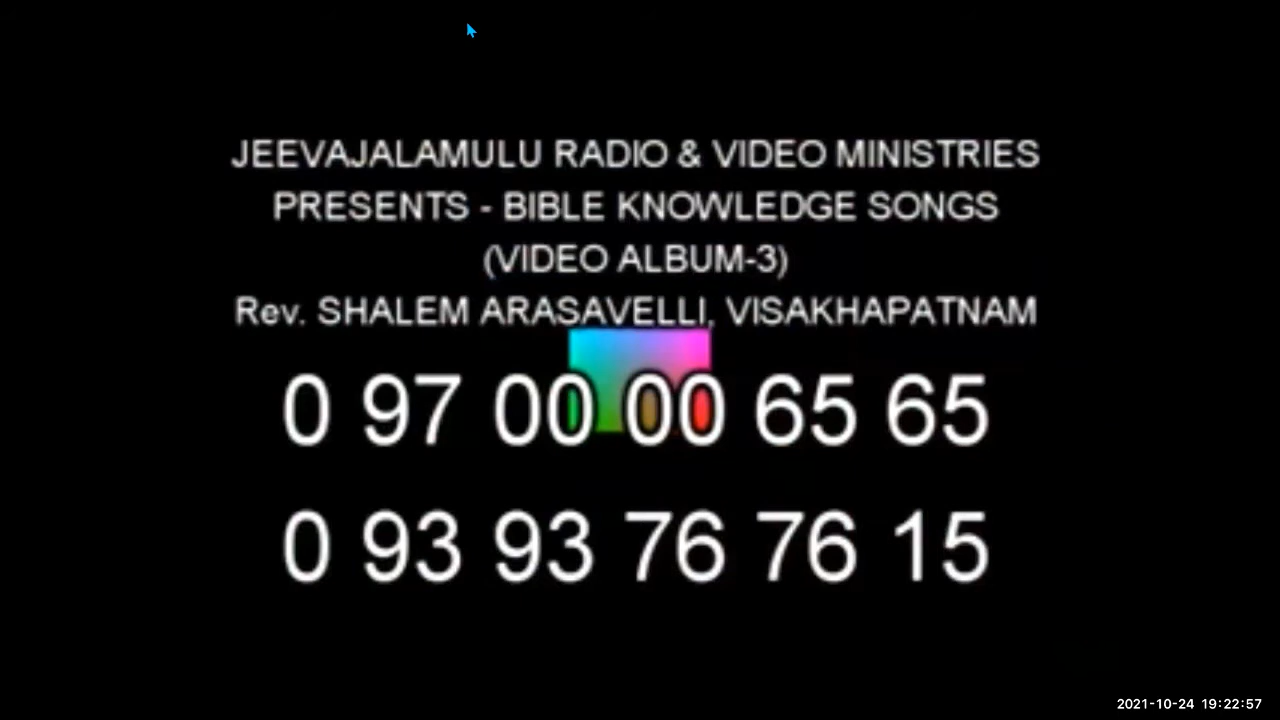 JEEVAJALAMULU RADIO & VIDEO MINISTRIES
PRESENTS - BIBLE KNOWLEDGE SONGS
(VIDEO ALBUM-3)
Rev. SHALEM ARASAVELLI, VISAKHAPATNAM
0 97 00 00 65 65
0 93 93 76 76 15
2021-10-24 19:22:57